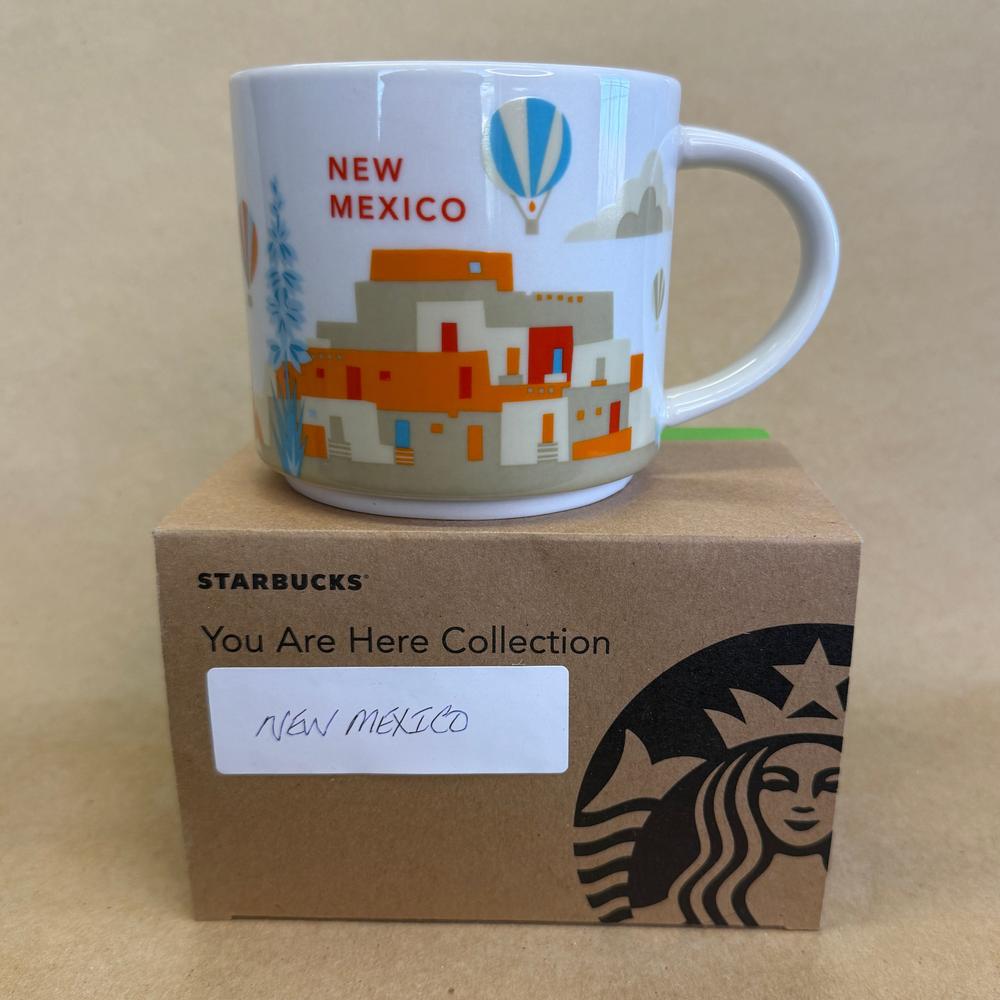 NEW
MEXICO
STARBUCKS®
You Are Here Collection
NEW MEXICO